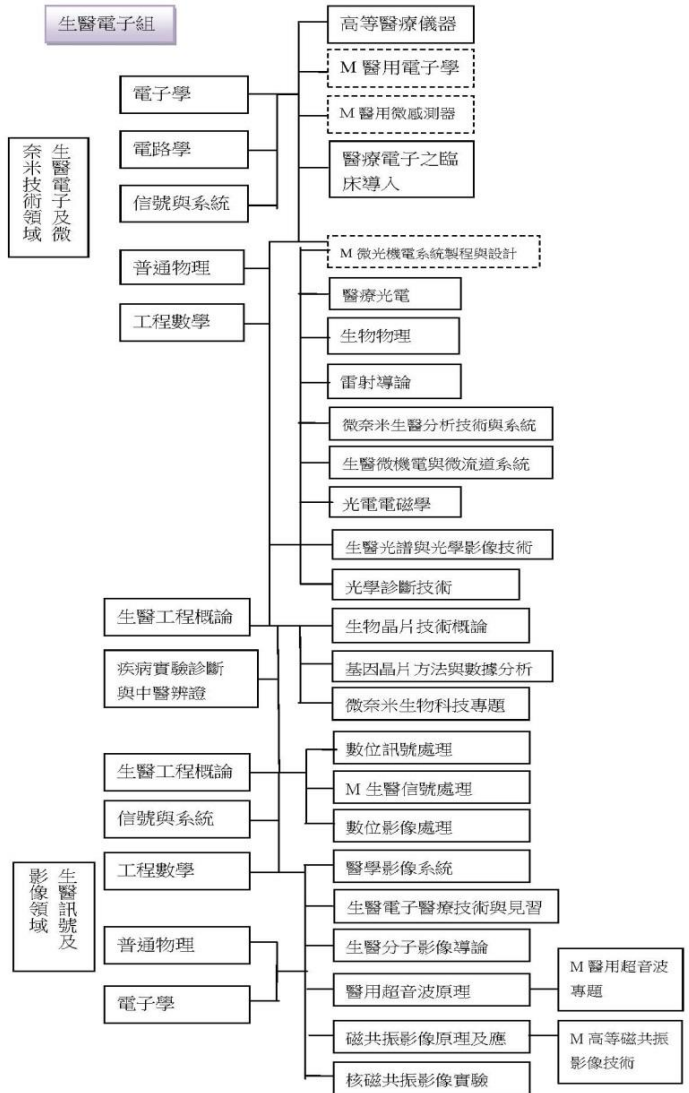 生醫電子組
高等醫療儀器
M 醫用電子學
電子學
M 醫用微感測器
電路學
醫療電子之臨
床導入
生醫電子及微
奈米技術領域
信號與系統
M 微光機電系統製程與設計
普通物理
醫療光電
工程數學
生物物理
雷射導論
微奈米生醫分析技術與系統
生醫微機電與微流道系統
光電電磁學
生醫光譜與光學影像技術
光學診斷技術
生醫工程概論
生物晶片技術概論
疾病實驗診斷
與中醫辨證
基因晶片方法與數據分析
微奈米生物科技專題
數位訊號處理
生醫工程概論
M 生醫信號處理
信號與系統
數位影像處理
工程數學
醫學影像系統
生醫訊號及
影像領域
生醫電子醫療技術與見習
普通物理
生醫分子影像導論
醫用超音波原理
M 醫用超音波
專題
電子學
磁共振影像原理及應
M 高等磁共振
影像技術
核磁共振影像實驗